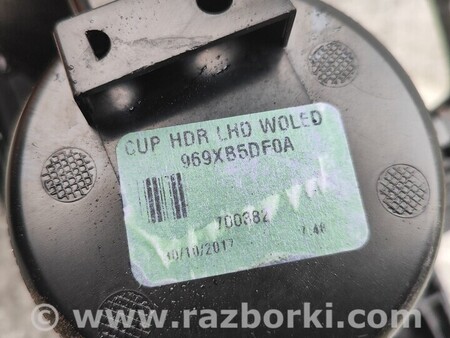 CUP HDR LHD WOLED
969XB5DF0A
700382
10/10/2017
www.razborki.com